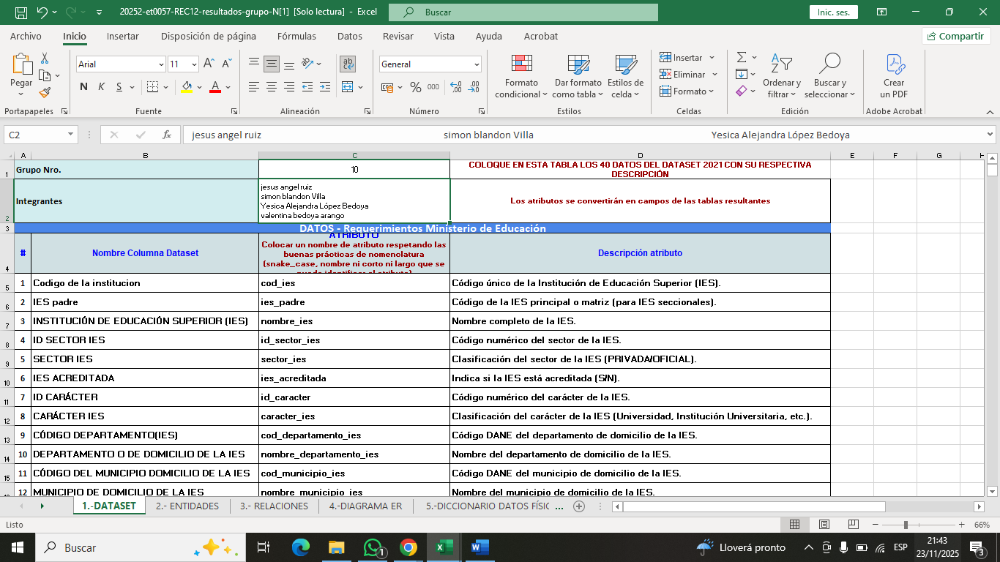 20252-et0057-REC12-resultados-grupo-N[1] [Solo lectura] - Excel
Buscar
Inic. ses.
Archivo Inicio Insertar Disposición de página Fórmulas Datos Revisar Vista Ayuda Acrobat Compartir
Pegar
Arial 11
N K S
General
% 000
Formato condicional
Dar formato como tabla
Estilos de celda
Insertar
Eliminar
Formato
Ordenar y filtrar
Buscar y seleccionar
Crear un PDF
Portapapeles Fuente Alineación Número Estilos Celdas Edición Adobe Acrobat
C2 fx jesus angel ruiz simon blandon Villa Yesica Alejandra López Bedoya
A B C D E F G H
1 Grupo Nro. 10 COLOQUE EN ESTA TABLA LOS 40 DATOS DEL DATASET 2021 CON SU RESPECTIVA
DESCRIPCIÓN
2 Integrantes
jesus angel ruiz
simon blandon Villa
Yesica Alejandra López Bedoya
valentina bedoya arango
Los atributos se convertirán en campos de las tablas resultantes
3 DATOS - Requerimientos Ministerio de Educación
4 # Nombre Columna Dataset
ATRIBUTO
Colocar un nombre de atributo respetando las
buenas prácticas de nomenclatura
(snake_case, nombre ni corto ni largo que se
pueda identificar el atributo)
Descripción atributo
5 1 Codigo de la institucion cod_ies Código único de la Institución de Educación Superior (IES).
6 2 IES padre ies_padre Código de la IES principal o matriz (para IES seccionales).
7 3 INSTITUCIÓN DE EDUCACIÓN SUPERIOR (IES) nombre_ies Nombre completo de la IES.
8 4 ID SECTOR IES id_sector_ies Código numérico del sector de la IES.
9 5 SECTOR IES sector_ies Clasificación del sector de la IES (PRIVADA/OFICIAL).
10 6 IES ACREDITADA ies_acreditada Indica si la IES está acreditada (S/N).
11 7 ID CARÁCTER id_caracter Código numérico del carácter de la IES.
12 8 CARÁCTER IES caracter_ies Clasificación del carácter de la IES (Universidad, Institución Universitaria, etc.).
13 9 CÓDIGO DEPARTAMENTO(IES) cod_departamento_ies Código DANE del departamento de domicilio de la IES.
14 10 DEPARTAMENTO O DE DOMICILIO DE LA IES nombre_departamento_ies Nombre del departamento de domicilio de la IES.
15 11 CÓDIGO DEL MUNICIPIO DOMICILIO DE LA IES cod_municipio_ies Código DANE del municipio de domicilio de la IES.
12 MUNICIPIO DE DOMICILIO DE LA IES nombre_municipio_ies Nombre del municipio de domicilio de la IES.
1.-DATASET 2.- ENTIDADES 3.- RELACIONES 4.-DIAGRAMA ER 5.-DICCIONARIO DATOS FÍSIC ...
Listo 66%
Buscar
1
Lloverá pronto
ESP
21:43
23/11/2025
3